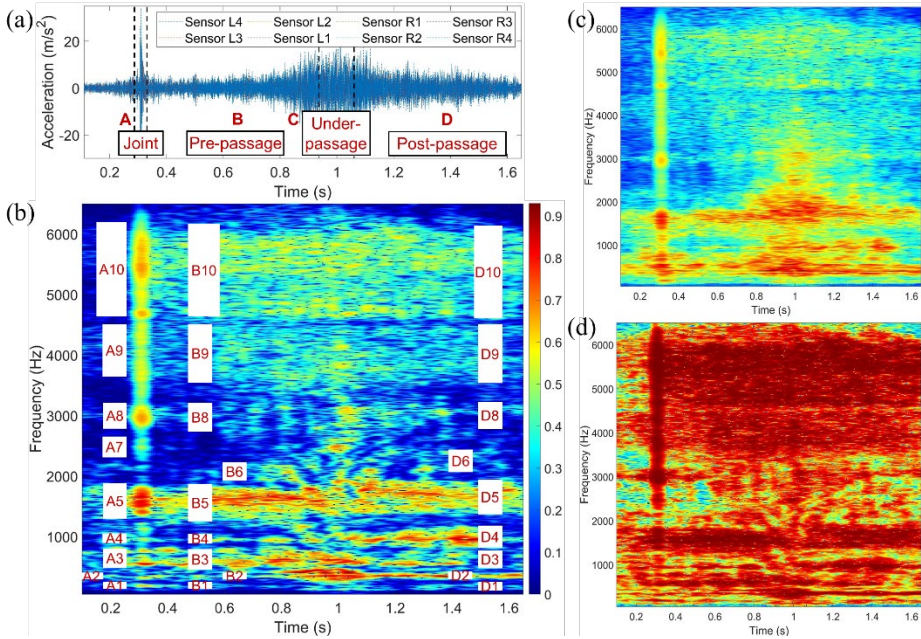 (a)
Sensor L4 Sensor L2 Sensor R1 Sensor R3
Sensor L3 Sensor L1 Sensor R2 Sensor R4
Acceleration (m/s²)
20
0
-20
A B C D
Joint Pre-passage Under-passage Post-passage
0.2 0.4 0.6 0.8 1 1.2 1.4 1.6
Time (s)
(b)
Frequency (Hz)
6000
5000
4000
3000
2000
1000
A10 B10 D10
A9 B9 D9
A8 B8 D8
A7
B6 D6
A5 B5 D5
A4 B4 D4
A3 B3 D3
A2 B2 D2
A1 B1 D1
0.2 0.4 0.6 0.8 1 1.2 1.4 1.6
Time (s)
0.9
0.8
0.7
0.6
0.5
0.4
0.3
0.2
0.1
0
(c)
Frequency (Hz)
6000
5000
4000
3000
2000
1000
0.2 0.4 0.6 0.8 1 1.2 1.4 1.6
Time (s)
(d)
Frequency (Hz)
6000
5000
4000
3000
2000
1000
0.2 0.4 0.6 0.8 1 1.2 1.4 1.6
Time (s)